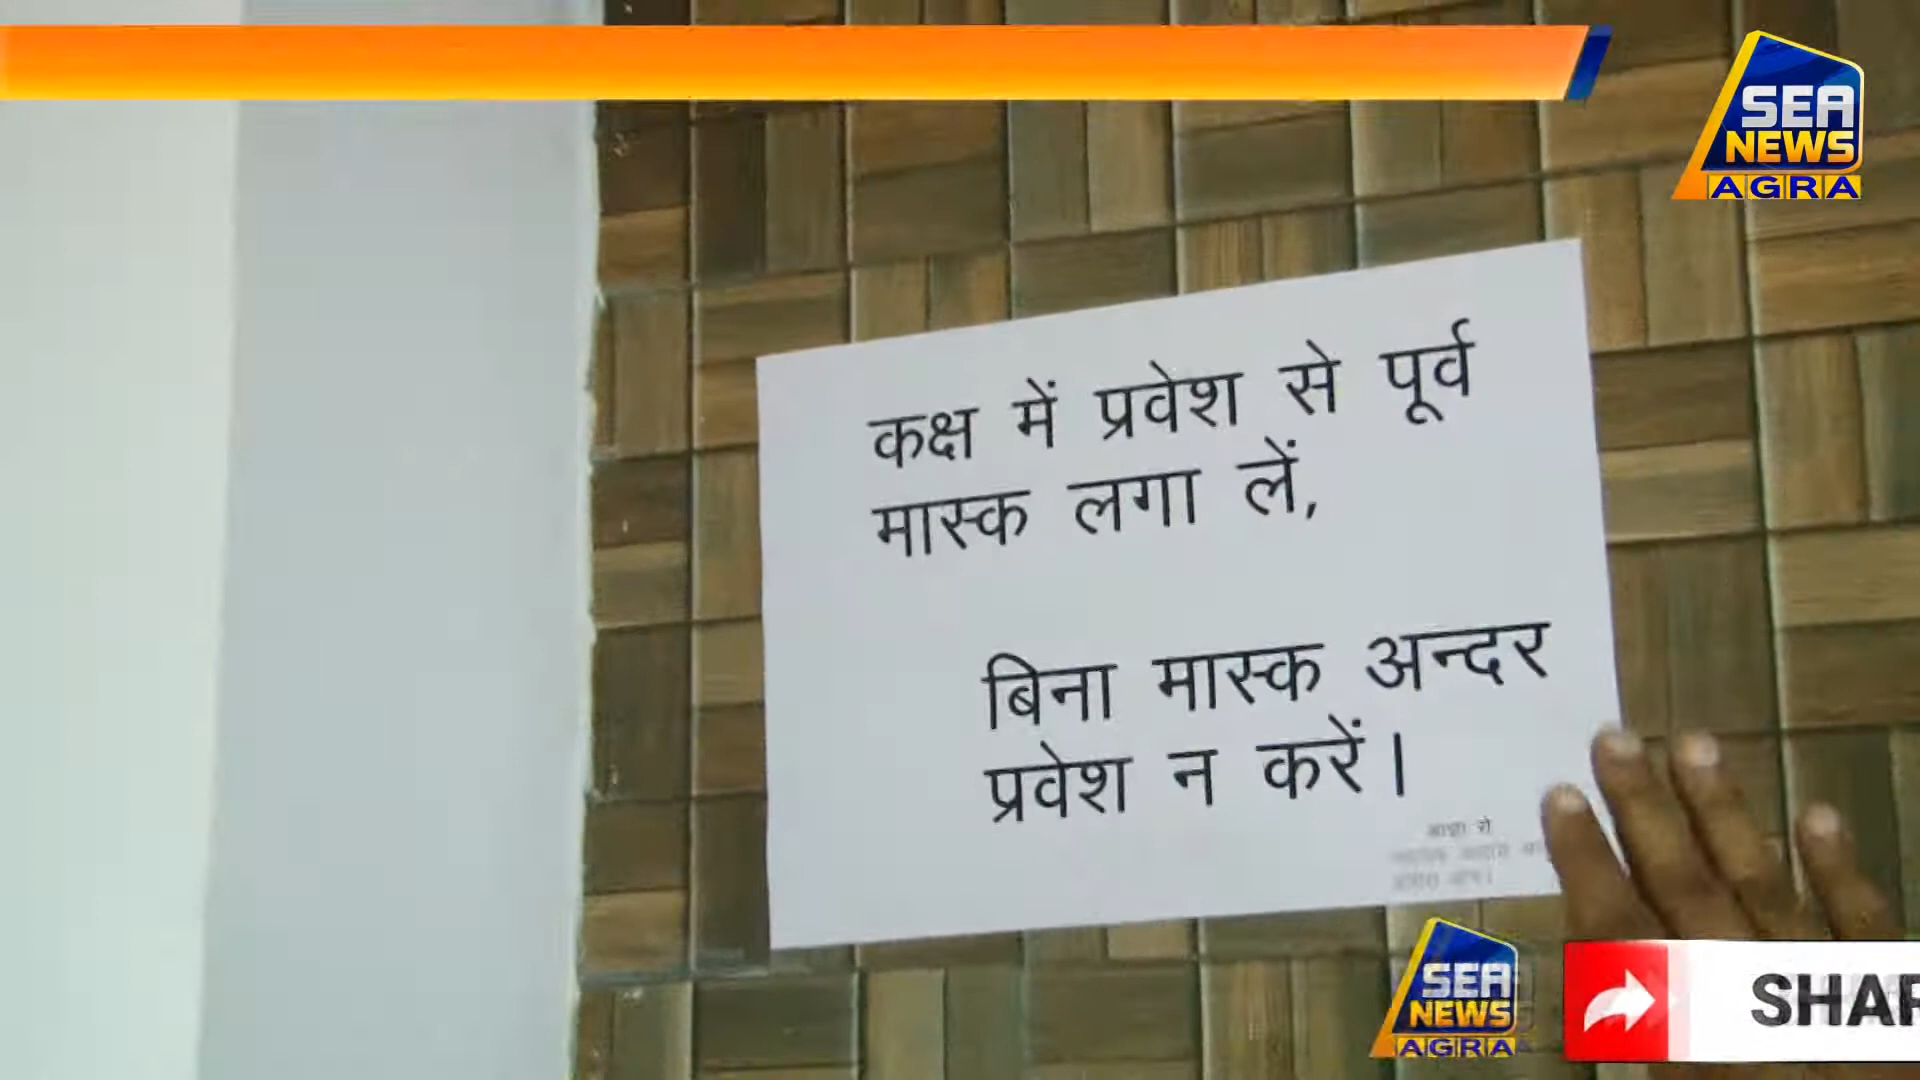 SEA
NEWS
AGRA
कक्ष में प्रवेश से पूर्व
मास्क लगा लें,
बिना मास्क अन्दर
प्रवेश न करें।
आज्ञा से
SEA
NEWS
AGRA
SHAR